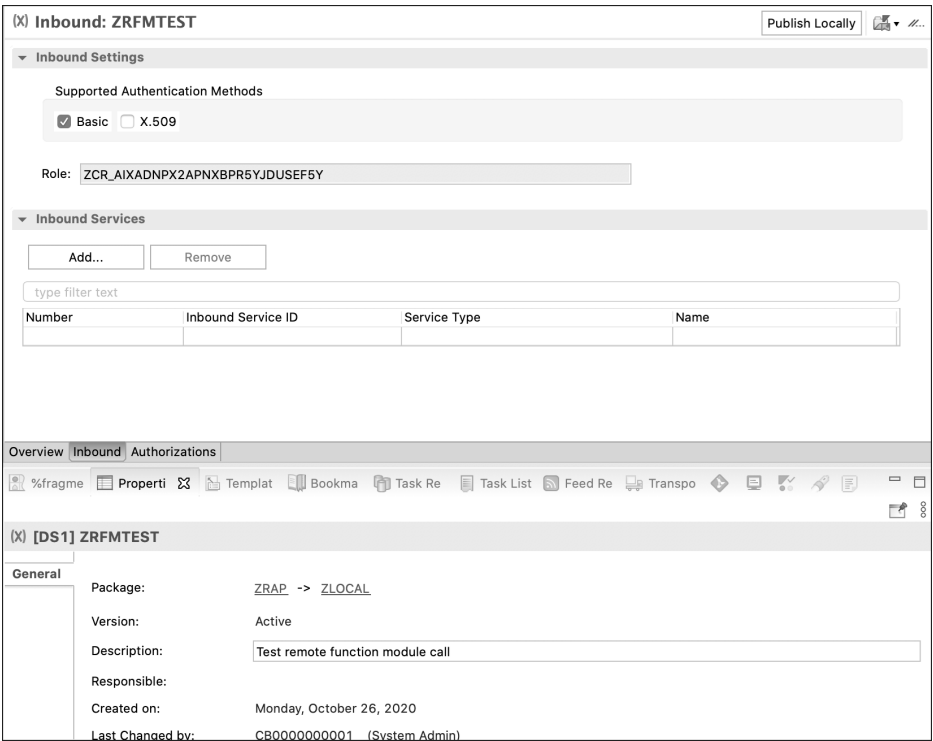 (X) Inbound: ZRFMTEST
Publish Locally
Inbound Settings
Supported Authentication Methods
Basic X.509
Role: ZCR_AIXADNPX2APNXBPR5YJDUSEF5Y
Inbound Services
Add... Remove
type filter text
Number Inbound Service ID Service Type Name
Overview Inbound Authorizations
%fragme Properti Templat Bookma Task Re Task List Feed Re Transpo
(X) [DS1] ZRFMTEST
General
Package: ZRAP -> ZLOCAL
Version: Active
Description: Test remote function module call
Responsible:
Created on: Monday, October 26, 2020
Last Changed by: CB0000000001 (System Admin)